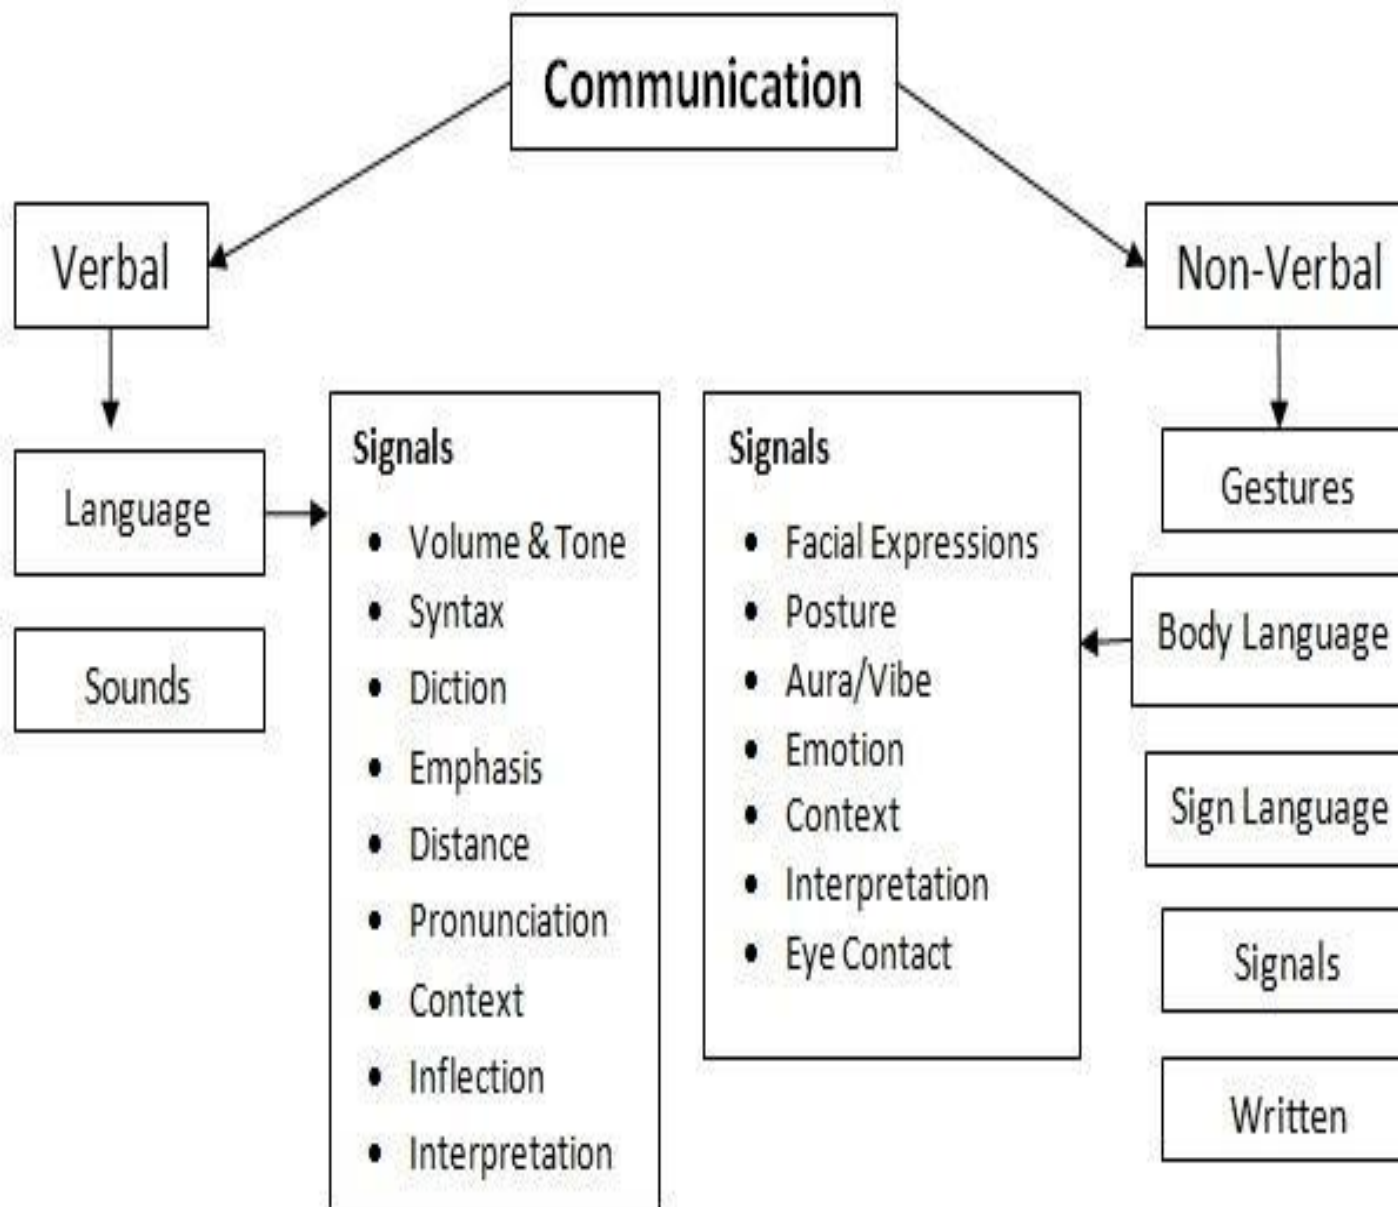 Communication
Verbal
Non-Verbal
Language
Sounds
Signals
• Volume & Tone
• Syntax
• Diction
• Emphasis
• Distance
• Pronunciation
• Context
• Inflection
• Interpretation
Signals
• Facial Expressions
• Posture
• Aura/Vibe
• Emotion
• Context
• Interpretation
• Eye Contact
Gestures
Body Language
Sign Language
Signals
Written